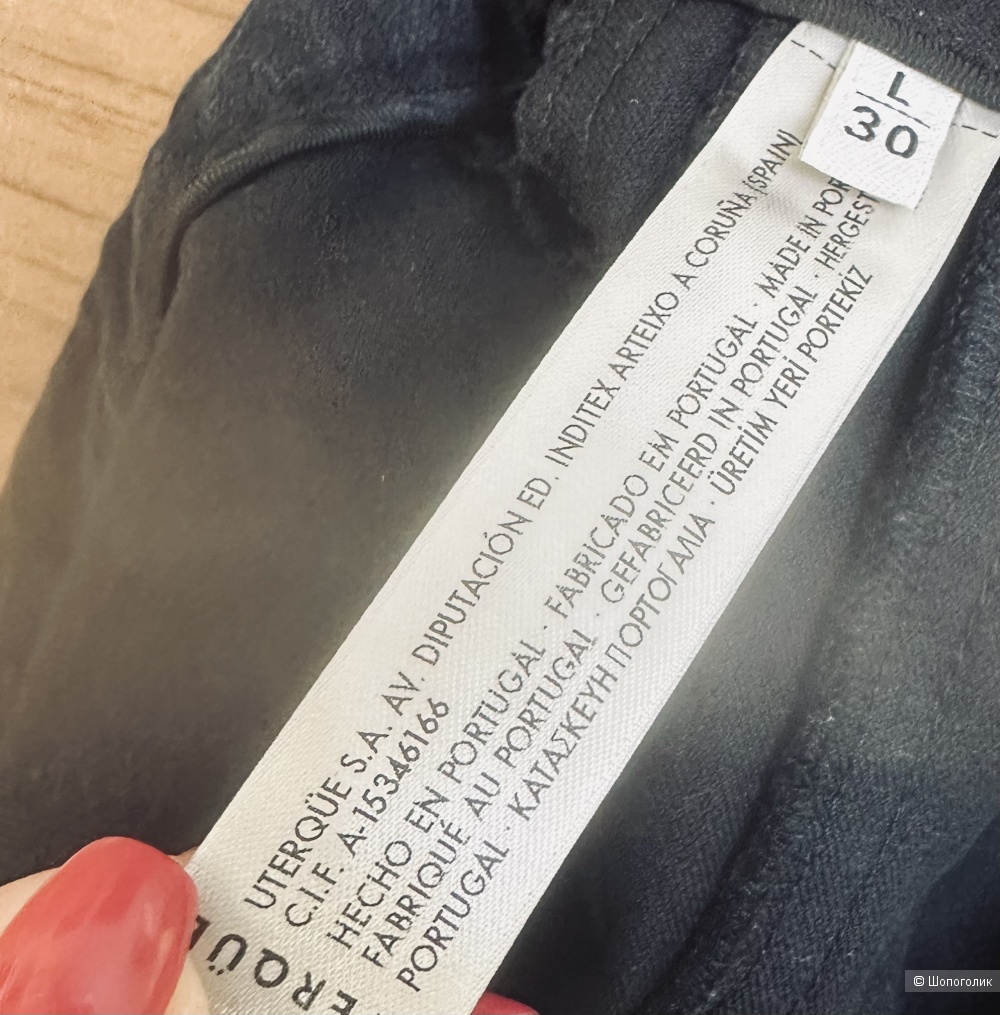 L
30
UTERQÜE S.A. AV. DIPUTACIÓN ED. INDITEX ARTEIXO A CORUÑA (SPAIN)
C.I.F. A-15346166
HECHO EN PORTUGAL · FABRICADO EM PORTUGAL · MADE IN POR
FABRIQUÉ AU PORTUGAL · GEFABRICEERD IN PORTUGAL · HERGEST
PORTUGAL · ΚΑΤΑΣΚΕΥΗ ΠΟΡΤΟΓΑΛΙΑ · ÜRETİM YERİ PORTEKİZ
ERQÜE
© Шопоголик